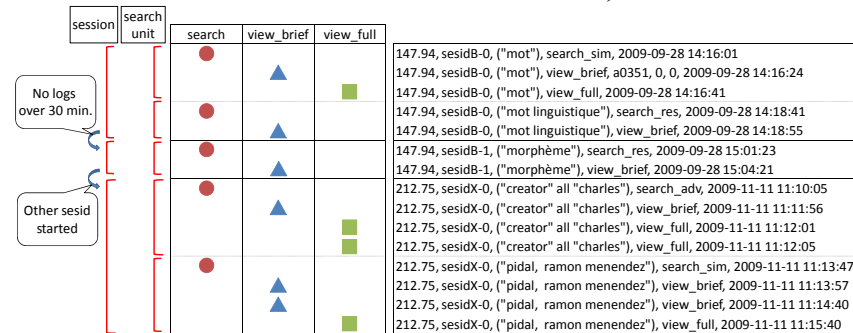 session
search
unit
search view_brief view_full
No logs
over 30 min.
Other sesid
started
147.94, sesidB-0, ("mot"), search_sim, 2009-09-28 14:16:01
147.94, sesidB-0, ("mot"), view_brief, a0351, 0, 0, 2009-09-28 14:16:24
147.94, sesidB-0, ("mot"), view_full, 2009-09-28 14:16:41
147.94, sesidB-0, ("mot linguistique"), search_res, 2009-09-28 14:18:41
147.94, sesidB-0, ("mot linguistique"), view_brief, 2009-09-28 14:18:55
147.94, sesidB-1, ("morphème"), search_res, 2009-09-28 15:01:23
147.94, sesidB-1, ("morphème"), view_brief, 2009-09-28 15:04:21
212.75, sesidX-0, ("creator" all "charles"), search_adv, 2009-11-11 11:10:05
212.75, sesidX-0, ("creator" all "charles"), view_brief, 2009-11-11 11:11:56
212.75, sesidX-0, ("creator" all "charles"), view_full, 2009-11-11 11:12:01
212.75, sesidX-0, ("creator" all "charles"), view_full, 2009-11-11 11:12:05
212.75, sesidX-0, ("pidal, ramon menendez"), search_sim, 2009-11-11 11:13:47
212.75, sesidX-0, ("pidal, ramon menendez"), view_brief, 2009-11-11 11:13:57
212.75, sesidX-0, ("pidal, ramon menendez"), view_brief, 2009-11-11 11:14:40
212.75, sesidX-0, ("pidal, ramon menendez"), view_full, 2009-11-11 11:15:40